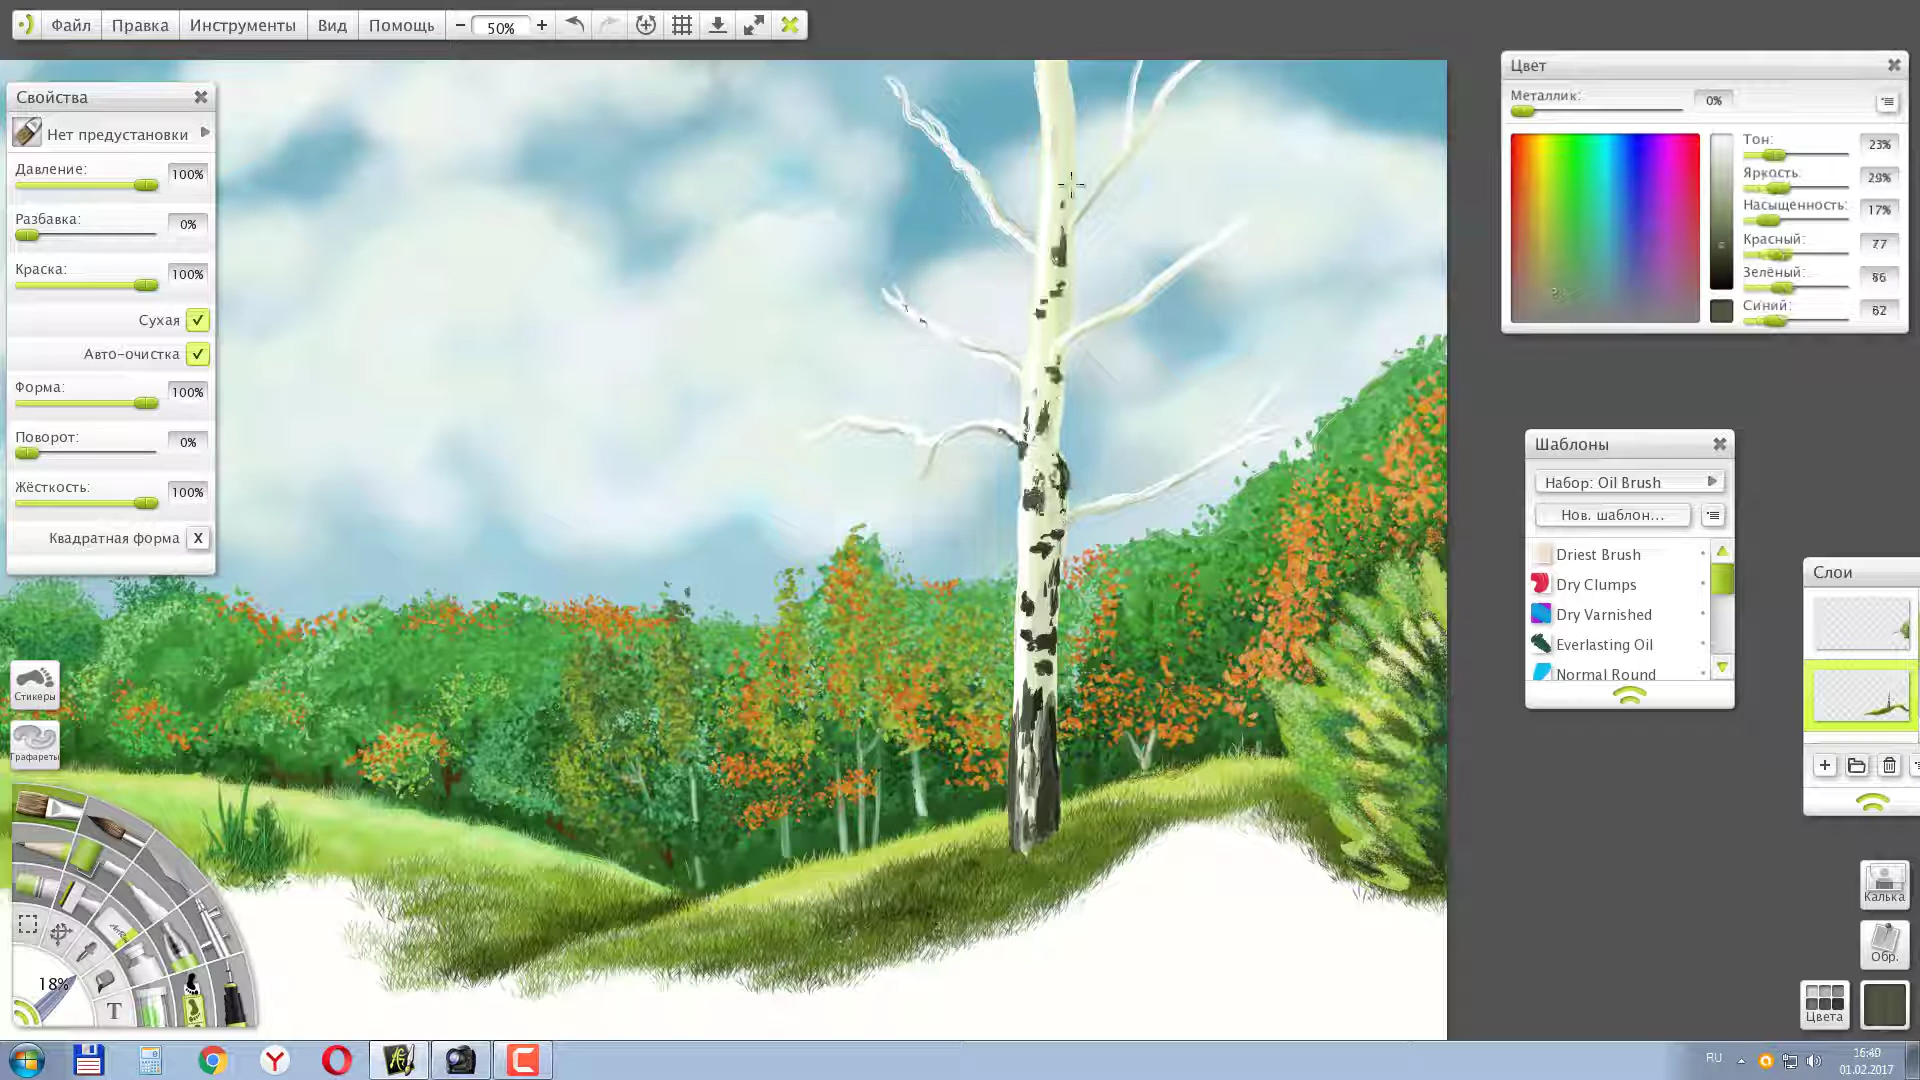 Файл
Правка
Инструменты
Вид
Помощь
50%
Свойства
Нет предустановки
Давление:
100%
Разбавка:
0%
Краска:
100%
Сухая
Авто-очистка
Форма:
100%
Поворот:
0%
Жёсткость:
100%
Квадратная форма
X
Стикеры
Трафареты
18%
T
Цвет
Металлик:
0%
Тон:
23%
Яркость:
29%
Насыщенность:
17%
Красный:
77
Зелёный:
86
Синий:
62
Шаблоны
Набор: Oil Brush
Нов. шаблон...
Driest Brush
Dry Clumps
Dry Varnished
Everlasting Oil
Normal Round
Слои
Калька
Обр.
Цвета
RU
16:40
01.02.2017